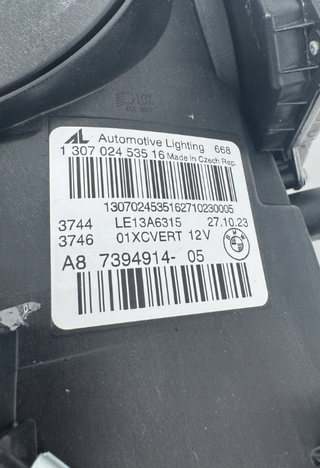 AL Automotive Lighting 668
1 307 024 535 16 Made in Czech Rep.
1307024535162710230005
3744 LE13A6315 27.10.23
3746 01XCVERT 12V
BMW
A8 7394914- 05